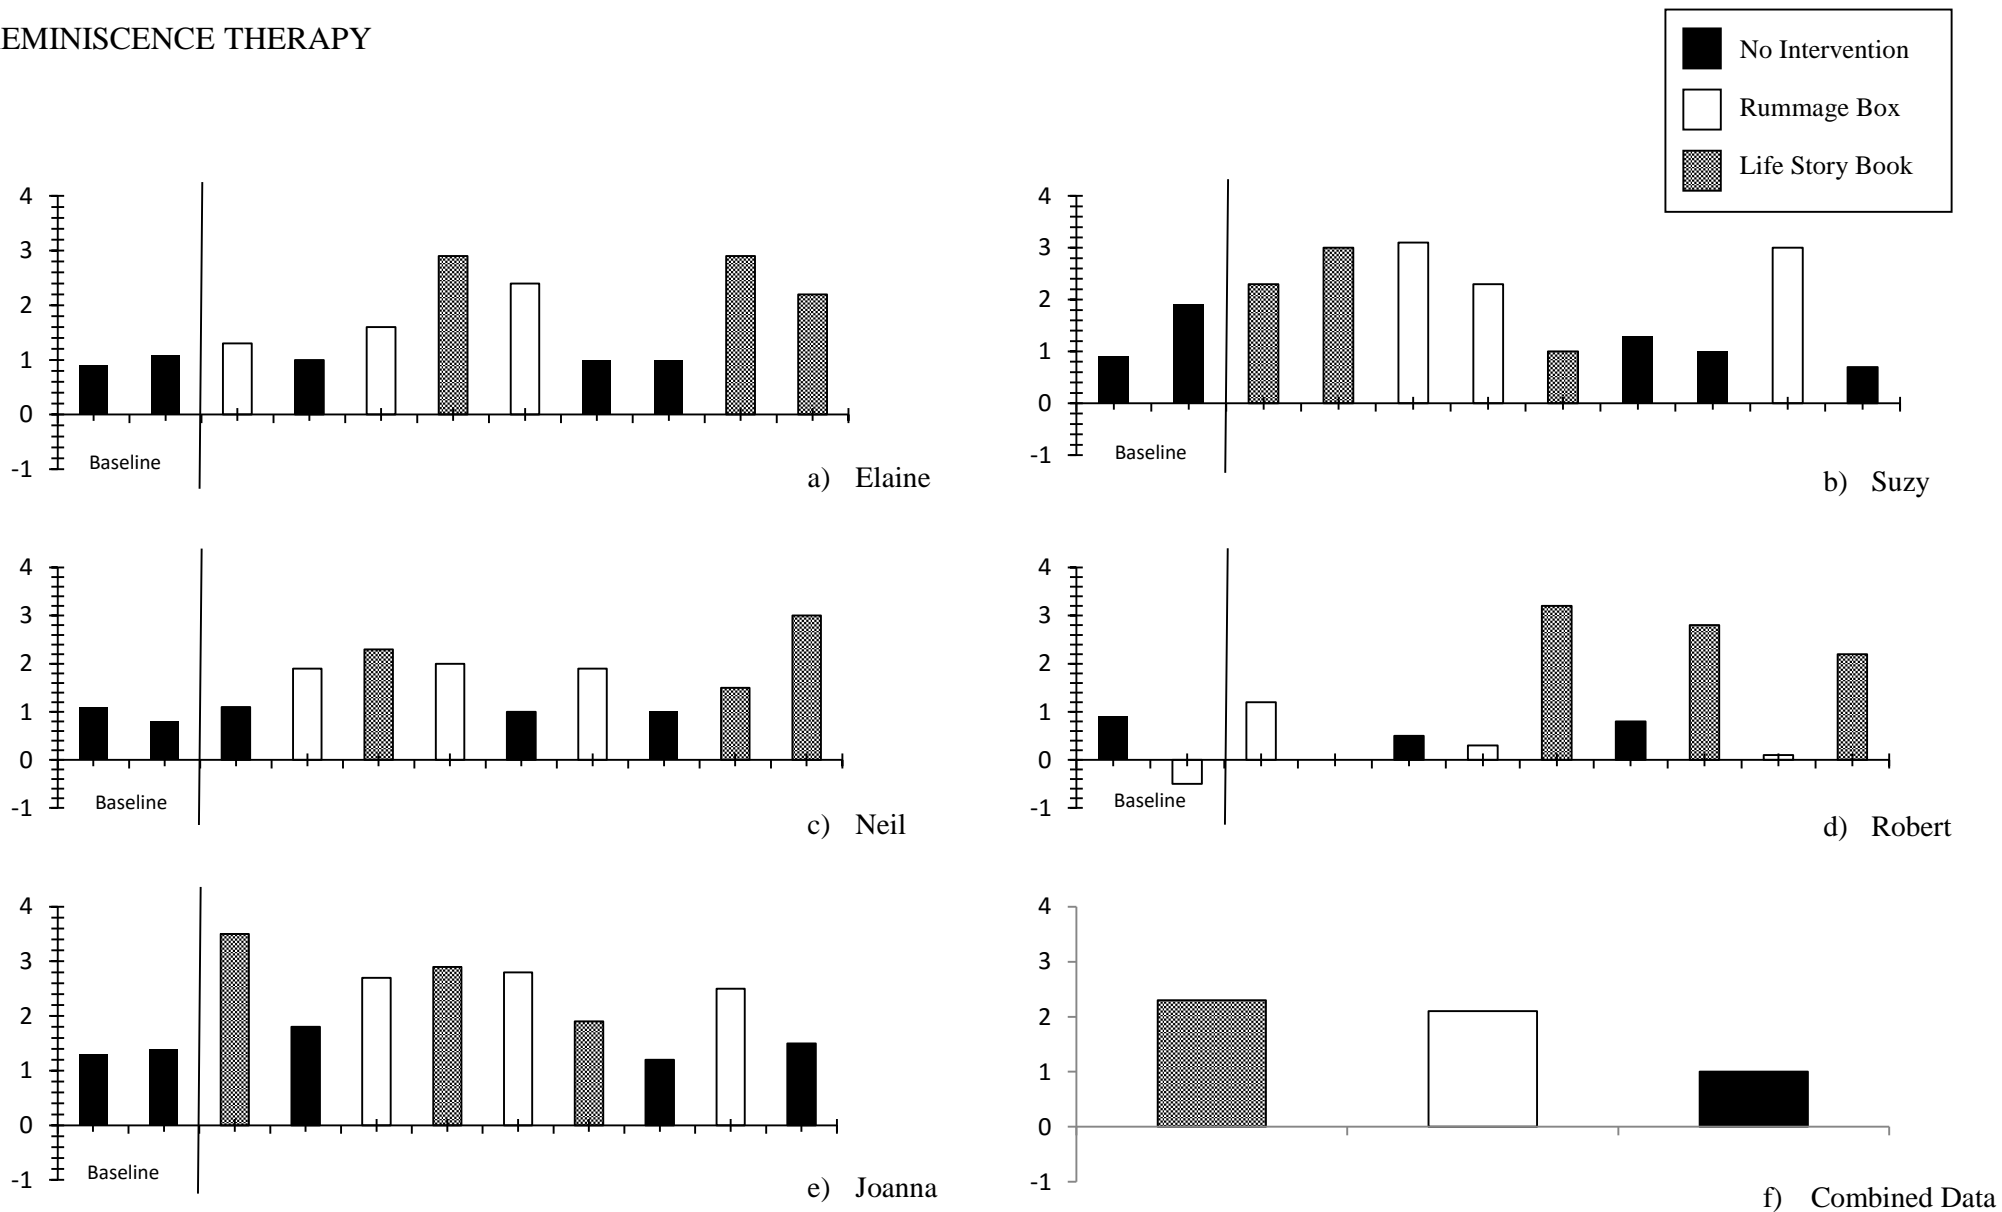 EMINISCENCE THERAPY
No Intervention
Rummage Box
Life Story Book
4
3
2
1
0
-1
Baseline
a) Elaine
4
3
2
1
0
-1
Baseline
b) Suzy
4
3
2
1
0
-1
Baseline
c) Neil
4
3
2
1
0
-1
Baseline
d) Robert
4
3
2
1
0
-1
Baseline
e) Joanna
4
3
2
1
0
-1
f) Combined Data